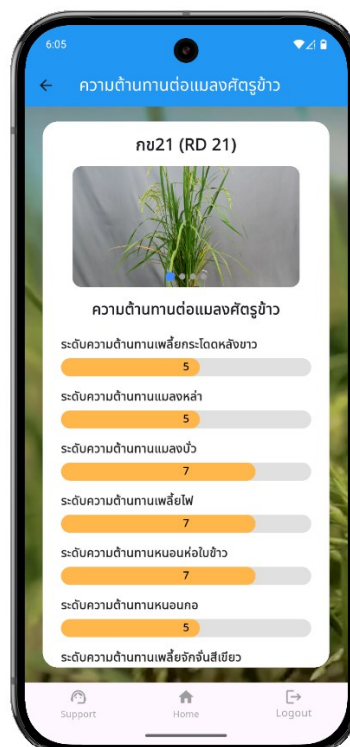 6:05
ความต้านทานต่อแมลงศัตรูข้าว
กข21 (RD 21)
ความต้านทานต่อแมลงศัตรูข้าว
ระดับความต้านทานเพลี้ยกระโดดหลังขาว
5
ระดับความต้านทานแมลงหล่า
5
ระดับความต้านทานแมลงบั่ว
7
ระดับความต้านทานเพลี้ยไฟ
7
ระดับความต้านทานหนอนห่อใบข้าว
7
ระดับความต้านทานหนอนกอ
5
ระดับความต้านทานเพลี้ยจักจั่นสีเขียว
Support Home Logout